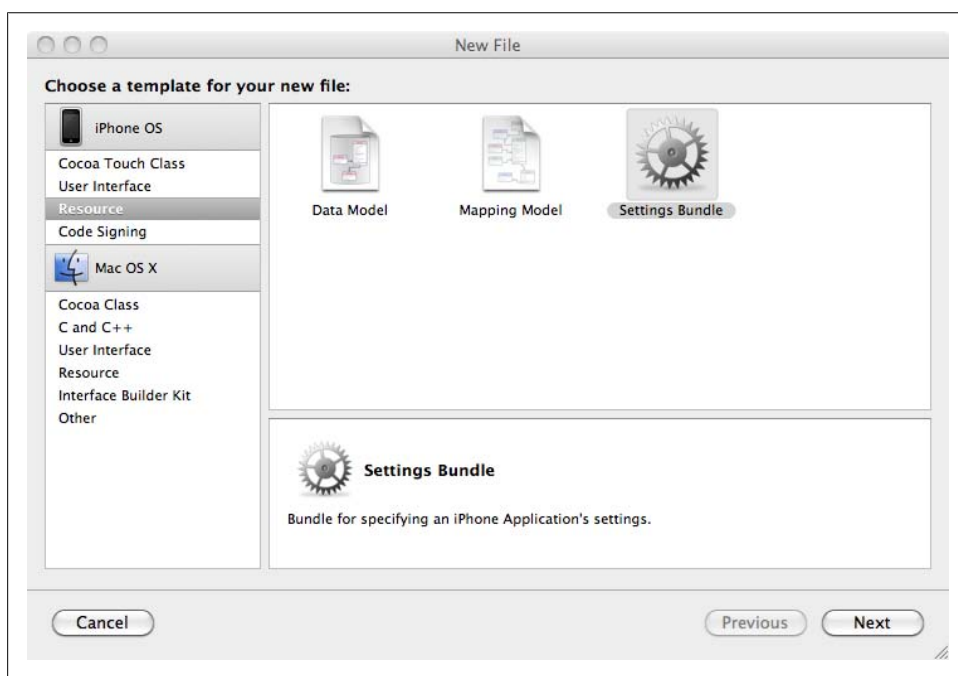 New File
Choose a template for your new file:
iPhone OS
Cocoa Touch Class
User Interface
Resource
Code Signing
Mac OS X
Cocoa Class
C and C++
User Interface
Resource
Interface Builder Kit
Other
Data Model
Mapping Model
Settings Bundle
Settings Bundle
Bundle for specifying an iPhone Application's settings.
Cancel
Previous
Next